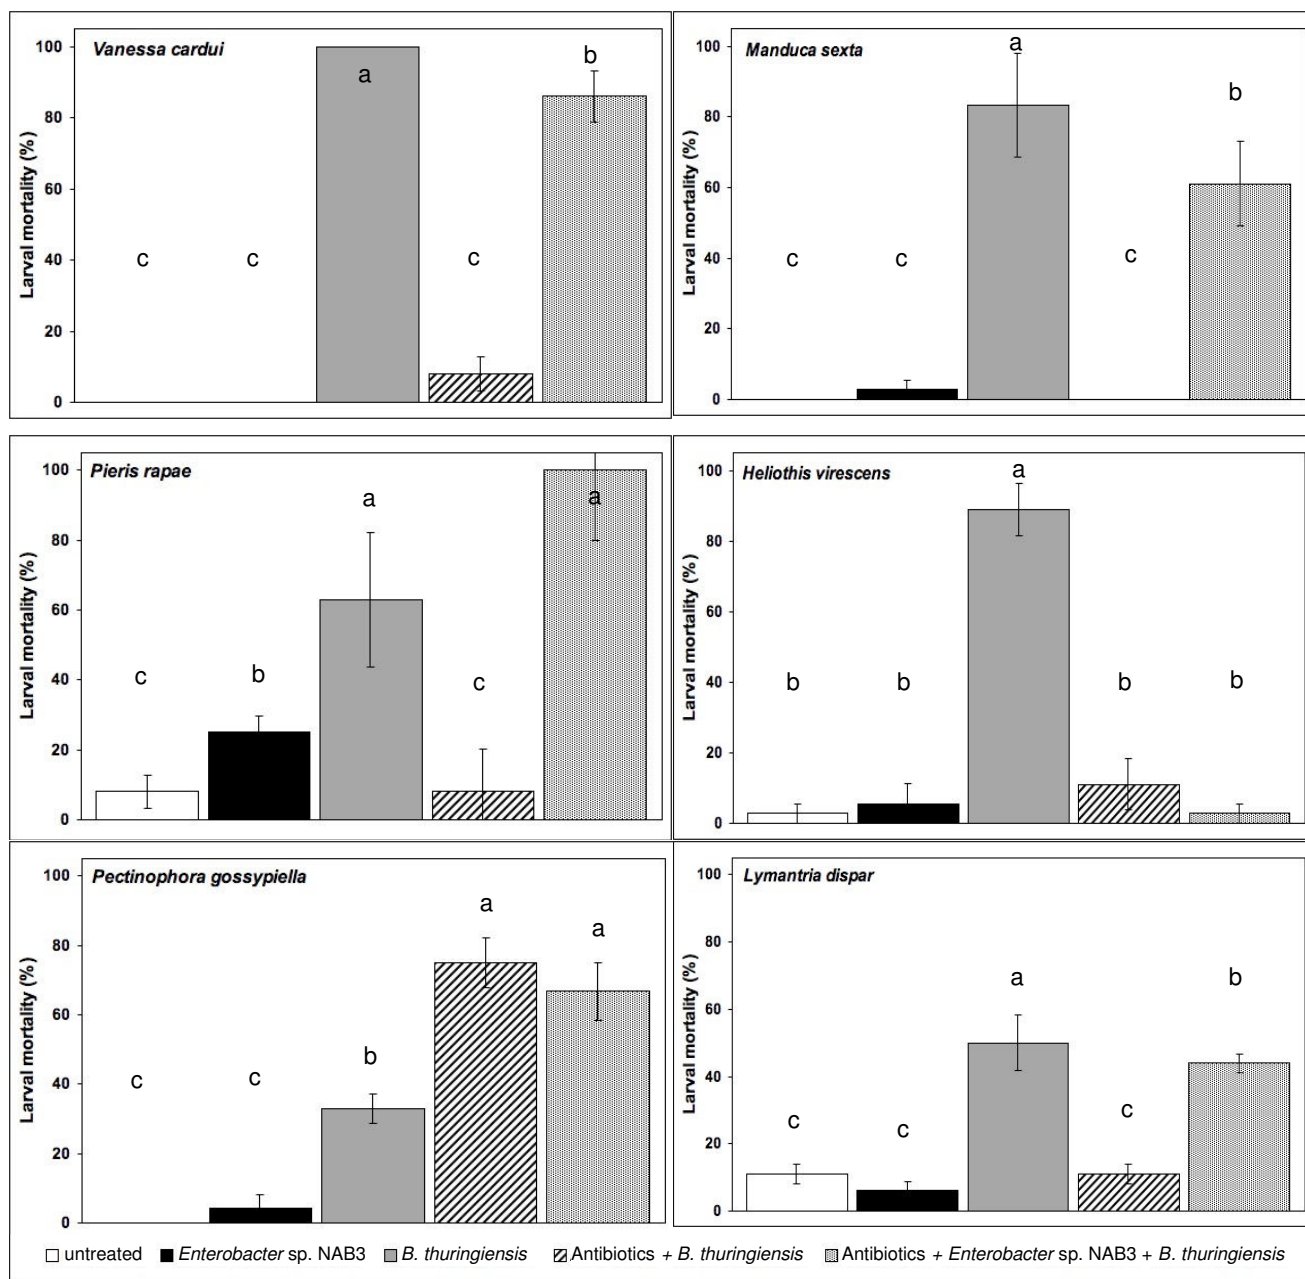 Vanessa cardui
Larval mortality (%)
100
80
60
40
20
0
c
c
a
c
b
Manduca sexta
Larval mortality (%)
100
80
60
40
20
0
c
c
a
c
b
Pieris rapae
Larval mortality (%)
100
80
60
40
20
0
c
b
a
c
a
Heliothis virescens
Larval mortality (%)
100
80
60
40
20
0
b
b
a
b
b
Pectinophora gossypiella
Larval mortality (%)
100
80
60
40
20
0
c
c
b
a
a
Lymantria dispar
Larval mortality (%)
100
80
60
40
20
0
c
c
a
c
b
untreated Enterobacter sp. NAB3 B. thuringiensis Antibiotics + B. thuringiensis Antibiotics + Enterobacter sp. NAB3 + B. thuringiensis